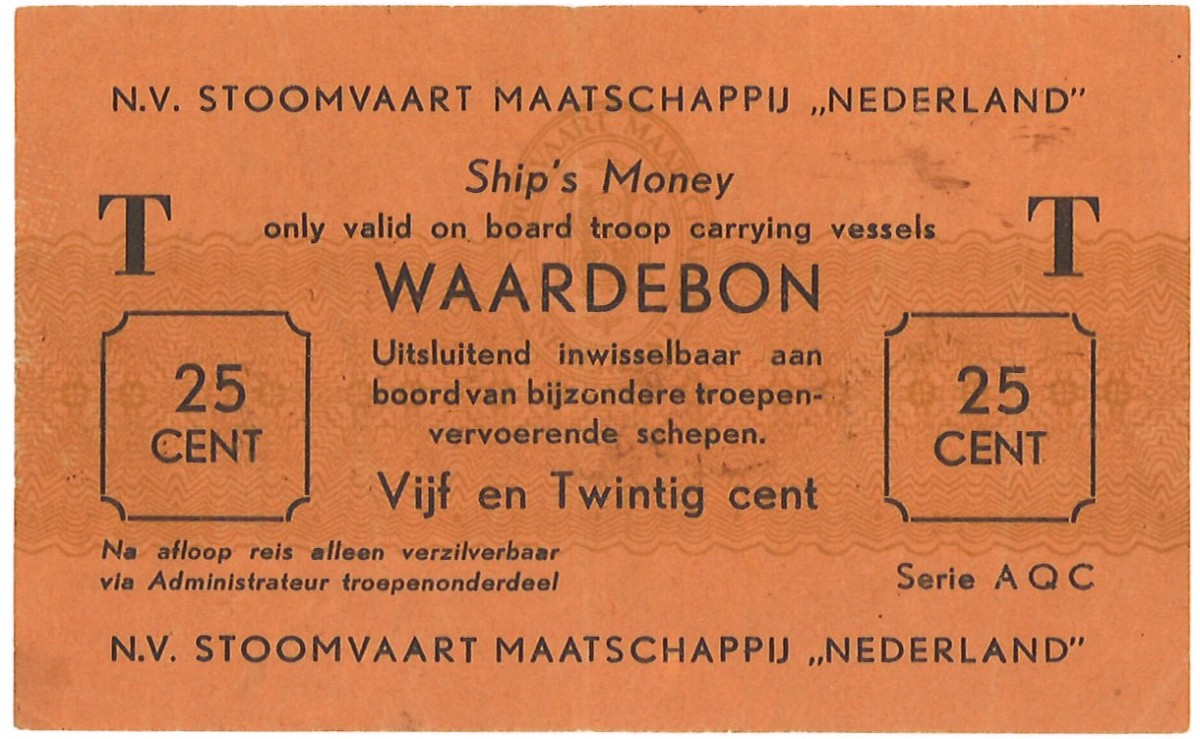 N.V. STOOMVAART MAATSCHAPPIJ „NEDERLAND”
Ship's Money
T only valid on board troop carrying vessels T
WAARDEBON
Uitsluitend inwisselbaar aan
boord van bijzondere troepen-
vervoerende schepen.
25 CENT
25 CENT
Vijf en Twintig cent
Na afloop reis alleen verzilverbaar
via Administrateur troepenonderdeel
Serie AQC
N.V. STOOMVAART MAATSCHAPPIJ „NEDERLAND”